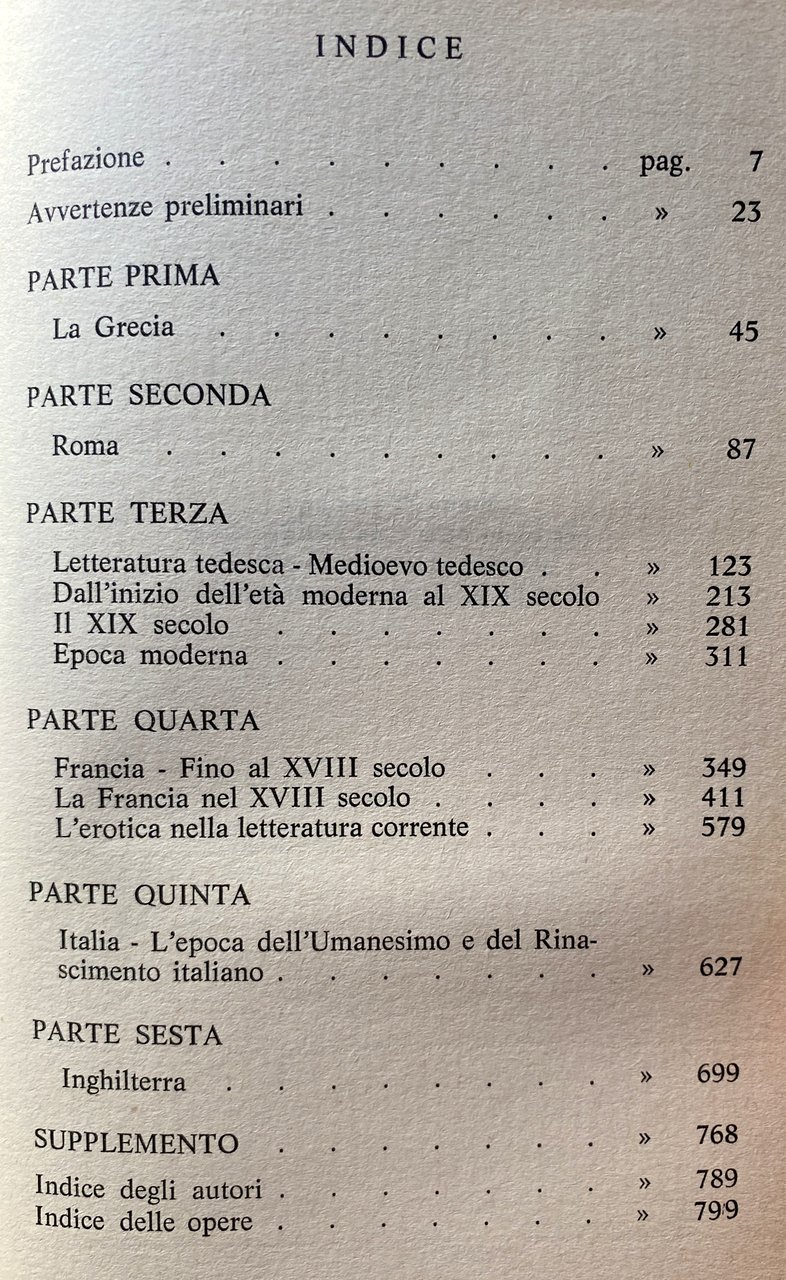 INDICE
Prefazione . . . . . . . . . pag. 7
Avvertenze preliminari . . . . . . » 23
PARTE PRIMA
La Grecia . . . . . . . . » 45
PARTE SECONDA
Roma . . . . . . . . . » 87
PARTE TERZA
Letteratura tedesca - Medioevo tedesco . . » 123
Dall'inizio dell'età moderna al XIX secolo » 213
Il XIX secolo . . . . . . . » 281
Epoca moderna . . . . . . . » 311
PARTE QUARTA
Francia - Fino al XVIII secolo . . . » 349
La Francia nel XVIII secolo . . . . » 411
L'erotica nella letteratura corrente . . . » 579
PARTE QUINTA
Italia - L'epoca dell'Umanesimo e del Rina-
scimento italiano . . . . . . . » 627
PARTE SESTA
Inghilterra . . . . . . . . » 699
SUPPLEMENTO . . . . . . . » 768
Indice degli autori . . . . . . . » 789
Indice delle opere . . . . . . . » 799